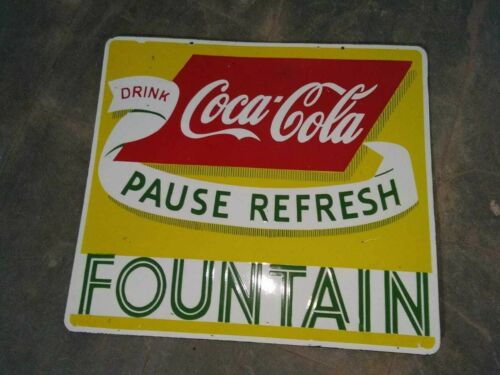 DRINK
Coca-Cola
PAUSE REFRESH
FOUNTAIN